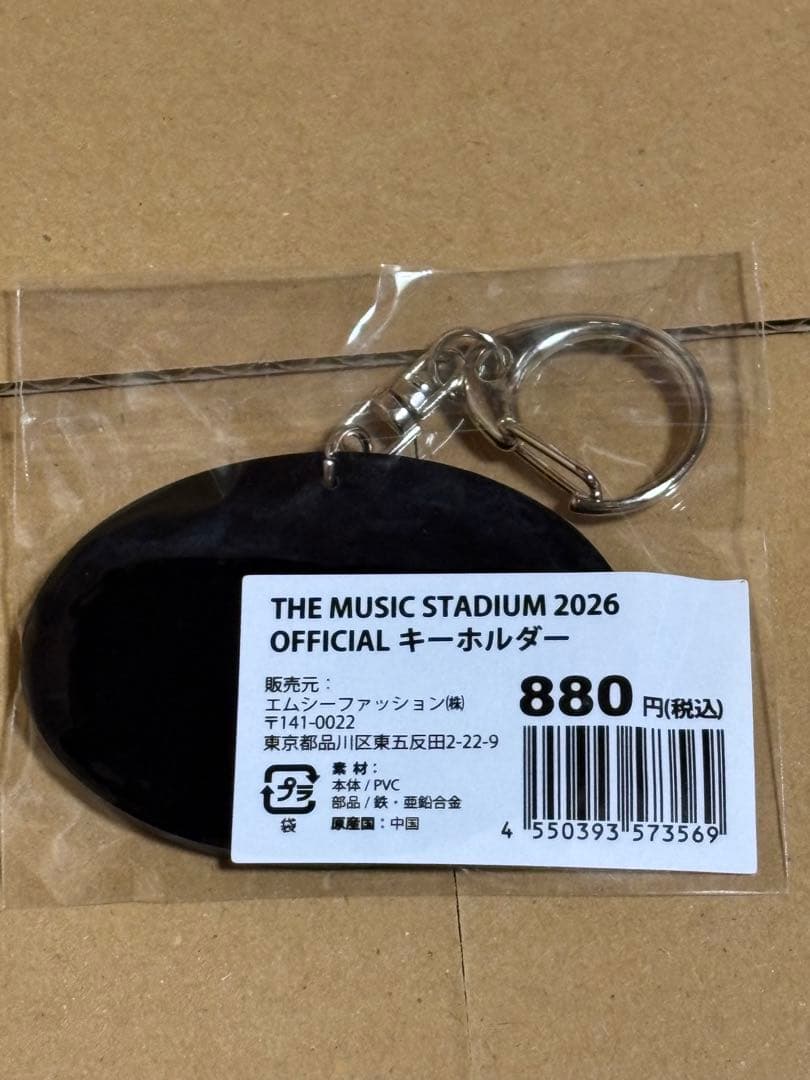 THE MUSIC STADIUM 2026
OFFICIAL キーホルダー
販売元：
エムシーファッション㈱
〒141-0022
東京都品川区東五反田2-22-9
880円(税込)
プラ
袋
素 材：
本体 / PVC
部品 / 鉄・亜鉛合金
原産国：中国
4 550393 573569